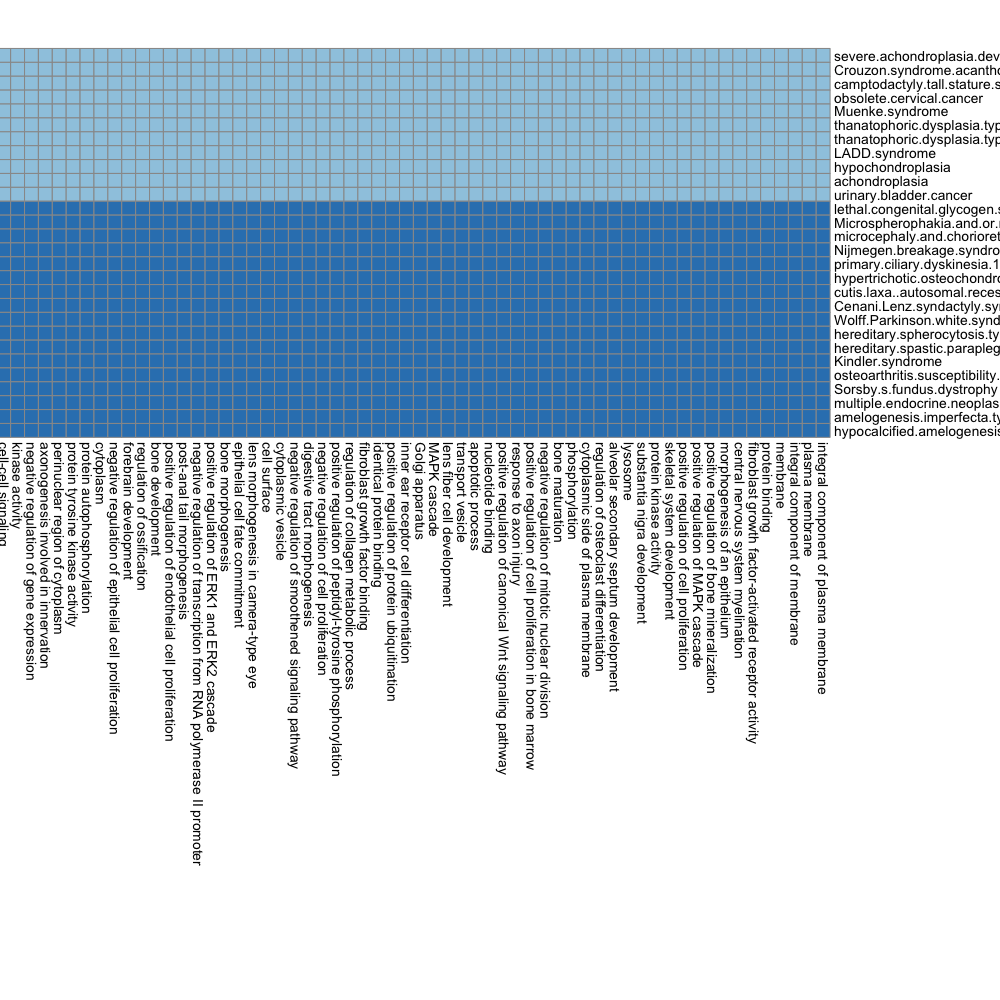 severe.achondroplasia.dev
Crouzon.syndrome.acantho
camptodactyly.tall.stature.s
obsolete.cervical.cancer
Muenke.syndrome
thanatophoric.dysplasia.typ
thanatophoric.dysplasia.typ
LADD.syndrome
hypochondroplasia
achondroplasia
urinary.bladder.cancer
lethal.congenital.glycogen.s
Microspherophakia.and.or.
microcephaly.and.chorioret
Nijmegen.breakage.syndro
primary.ciliary.dyskinesia.1
hypertrichotic.osteochondro
cutis.laxa..autosomal.reces
Cenani.Lenz.syndactyly.syn
Wolff.Parkinson.white.synd
hereditary.spherocytosis.ty
hereditary.spastic.parapleg
Kindler.syndrome
osteoarthritis.susceptibility.
Sorsby.s.fundus.dystrophy
multiple.endocrine.neoplas
amelogenesis.imperfecta.ty
hypocalcified.amelogenesis
cell-cell signaling
kinase activity
negative regulation of gene expression
axonogenesis involved in innervation
perinuclear region of cytoplasm
protein tyrosine kinase activity
protein autophosphorylation
cytoplasm
negative regulation of epithelial cell proliferation
forebrain development
regulation of ossification
bone development
positive regulation of endothelial cell proliferation
post-anal tail morphogenesis
negative regulation of transcription from RNA polymerase II promoter
positive regulation of ERK1 and ERK2 cascade
bone morphogenesis
epithelial cell fate commitment
lens morphogenesis in camera-type eye
cell surface
cytoplasmic vesicle
negative regulation of smoothened signaling pathway
digestive tract morphogenesis
negative regulation of cell proliferation
positive regulation of peptidyl-tyrosine phosphorylation
regulation of collagen metabolic process
fibroblast growth factor binding
identical protein binding
positive regulation of protein ubiquitination
inner ear receptor cell differentiation
Golgi apparatus
MAPK cascade
lens fiber cell development
transport vesicle
apoptotic process
nucleotide binding
positive regulation of canonical Wnt signaling pathway
response to axon injury
positive regulation of cell proliferation in bone marrow
negative regulation of mitotic nuclear division
bone maturation
phosphorylation
cytoplasmic side of plasma membrane
regulation of osteoclast differentiation
alveolar secondary septum development
lysosome
substantia nigra development
protein kinase activity
skeletal system development
positive regulation of cell proliferation
positive regulation of MAPK cascade
positive regulation of bone mineralization
morphogenesis of an epithelium
central nervous system myelination
fibroblast growth factor-activated receptor activity
protein binding
membrane
integral component of membrane
plasma membrane
integral component of plasma membrane